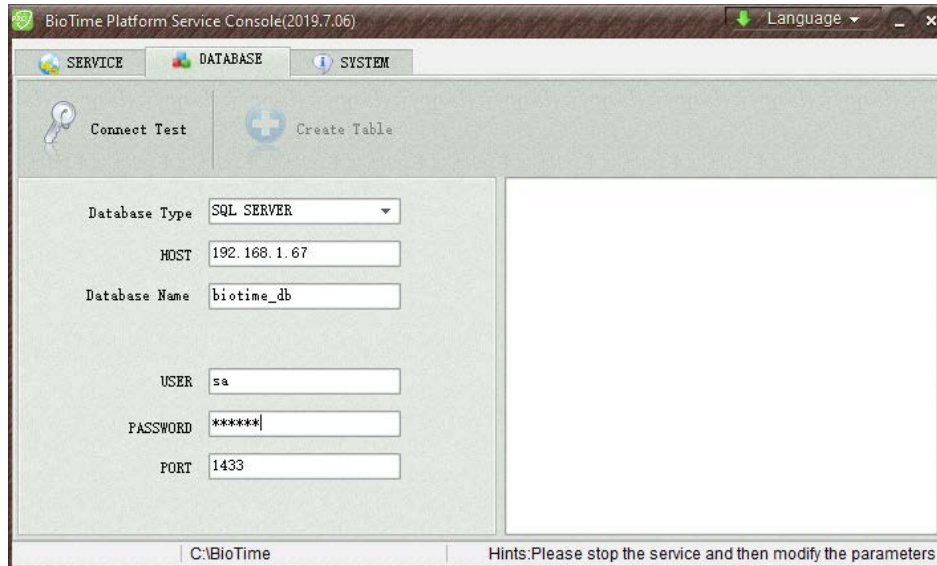 BioTime Platform Service Console(2019.7.06)
Language
SERVICE
DATABASE
SYSTEM
Connect Test
Create Table
Database Type SQL SERVER
HOST 192.168.1.67
Database Name biotime_db
USER sa
PASSWORD ******
PORT 1433
C:\BioTime
Hints:Please stop the service and then modify the parameters